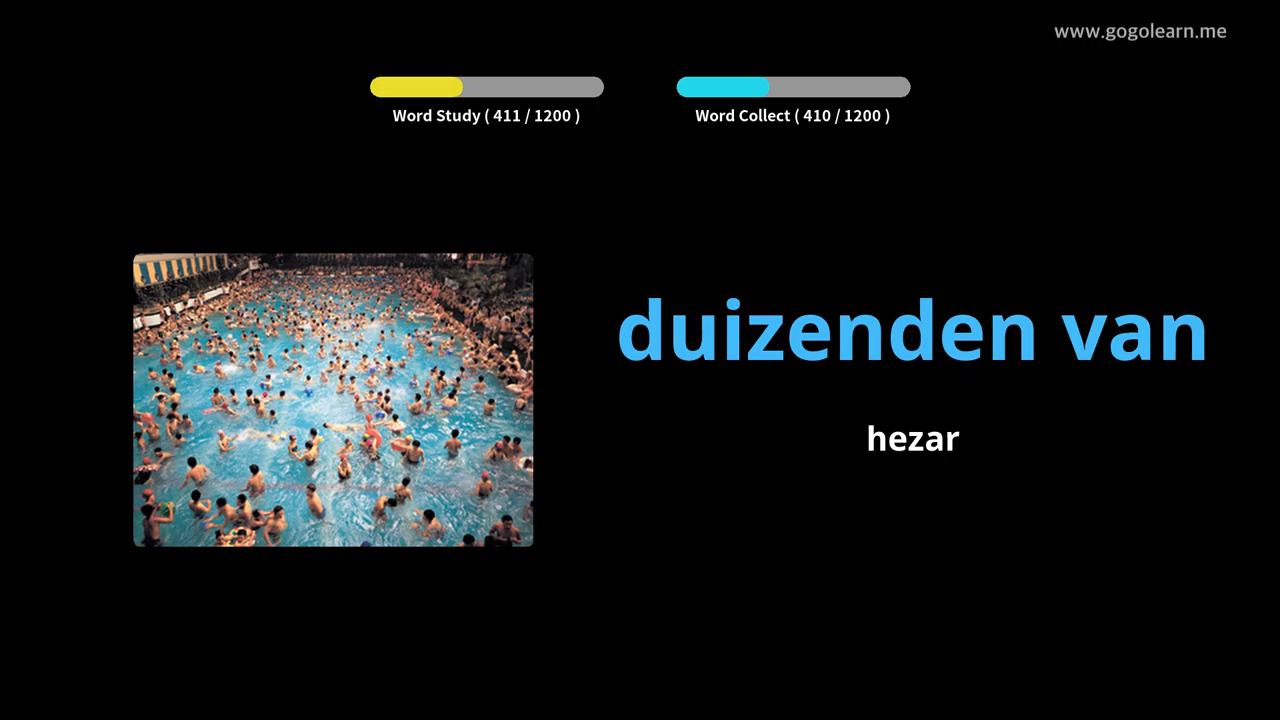 www.gogolearn.me
Word Study ( 411 / 1200 )
Word Collect ( 410 / 1200 )
duizenden van
hezar